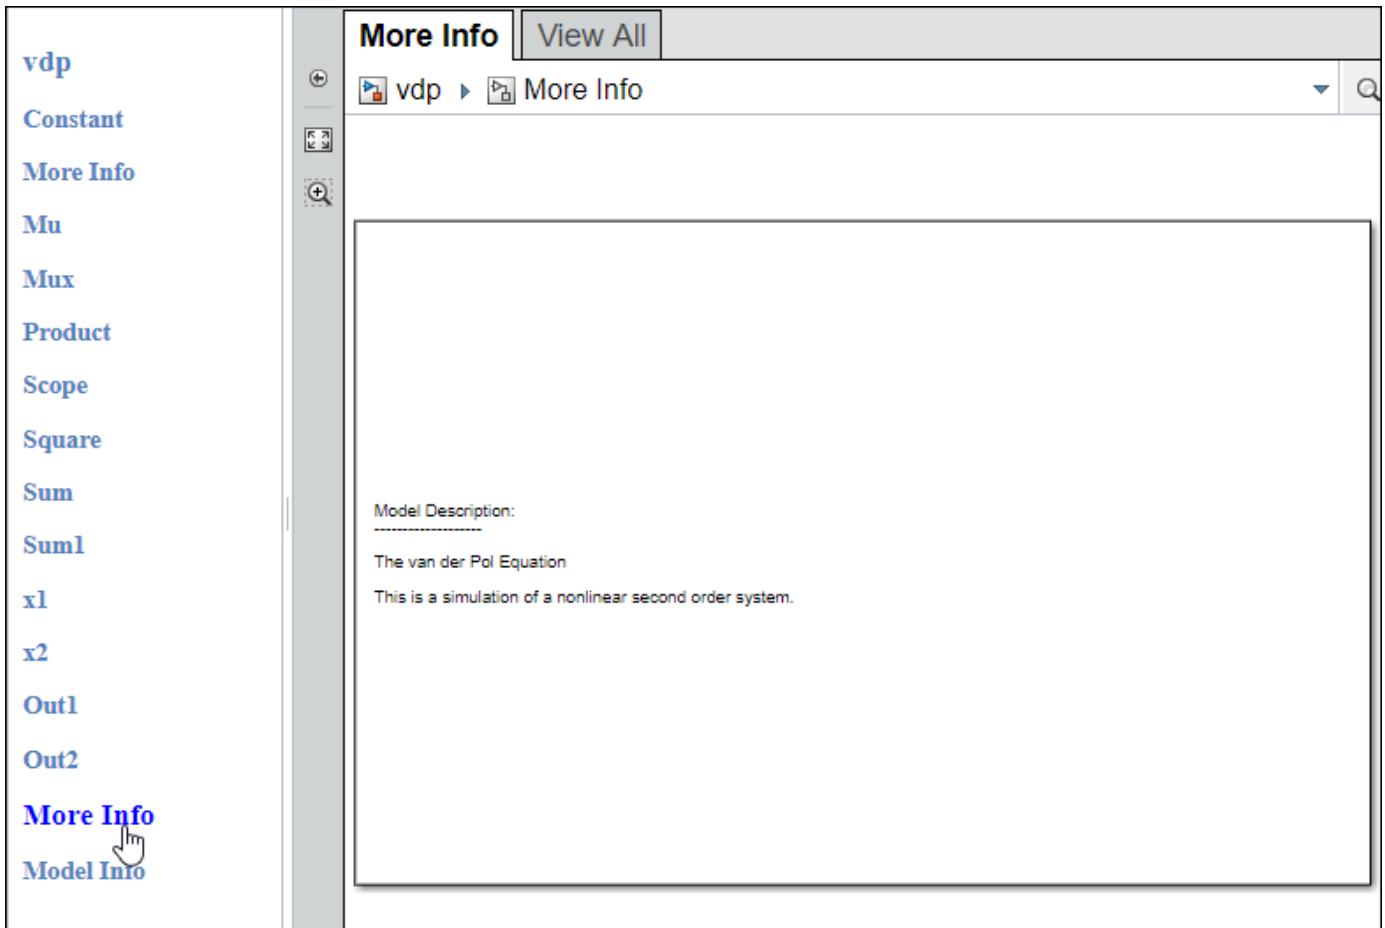 vdp
Constant
More Info
Mu
Mux
Product
Scope
Square
Sum
Sum1
x1
x2
Out1
Out2
More Info
Model Info
More Info View All
vdp More Info
Model Description:
-------------------
The van der Pol Equation
This is a simulation of a nonlinear second order system.